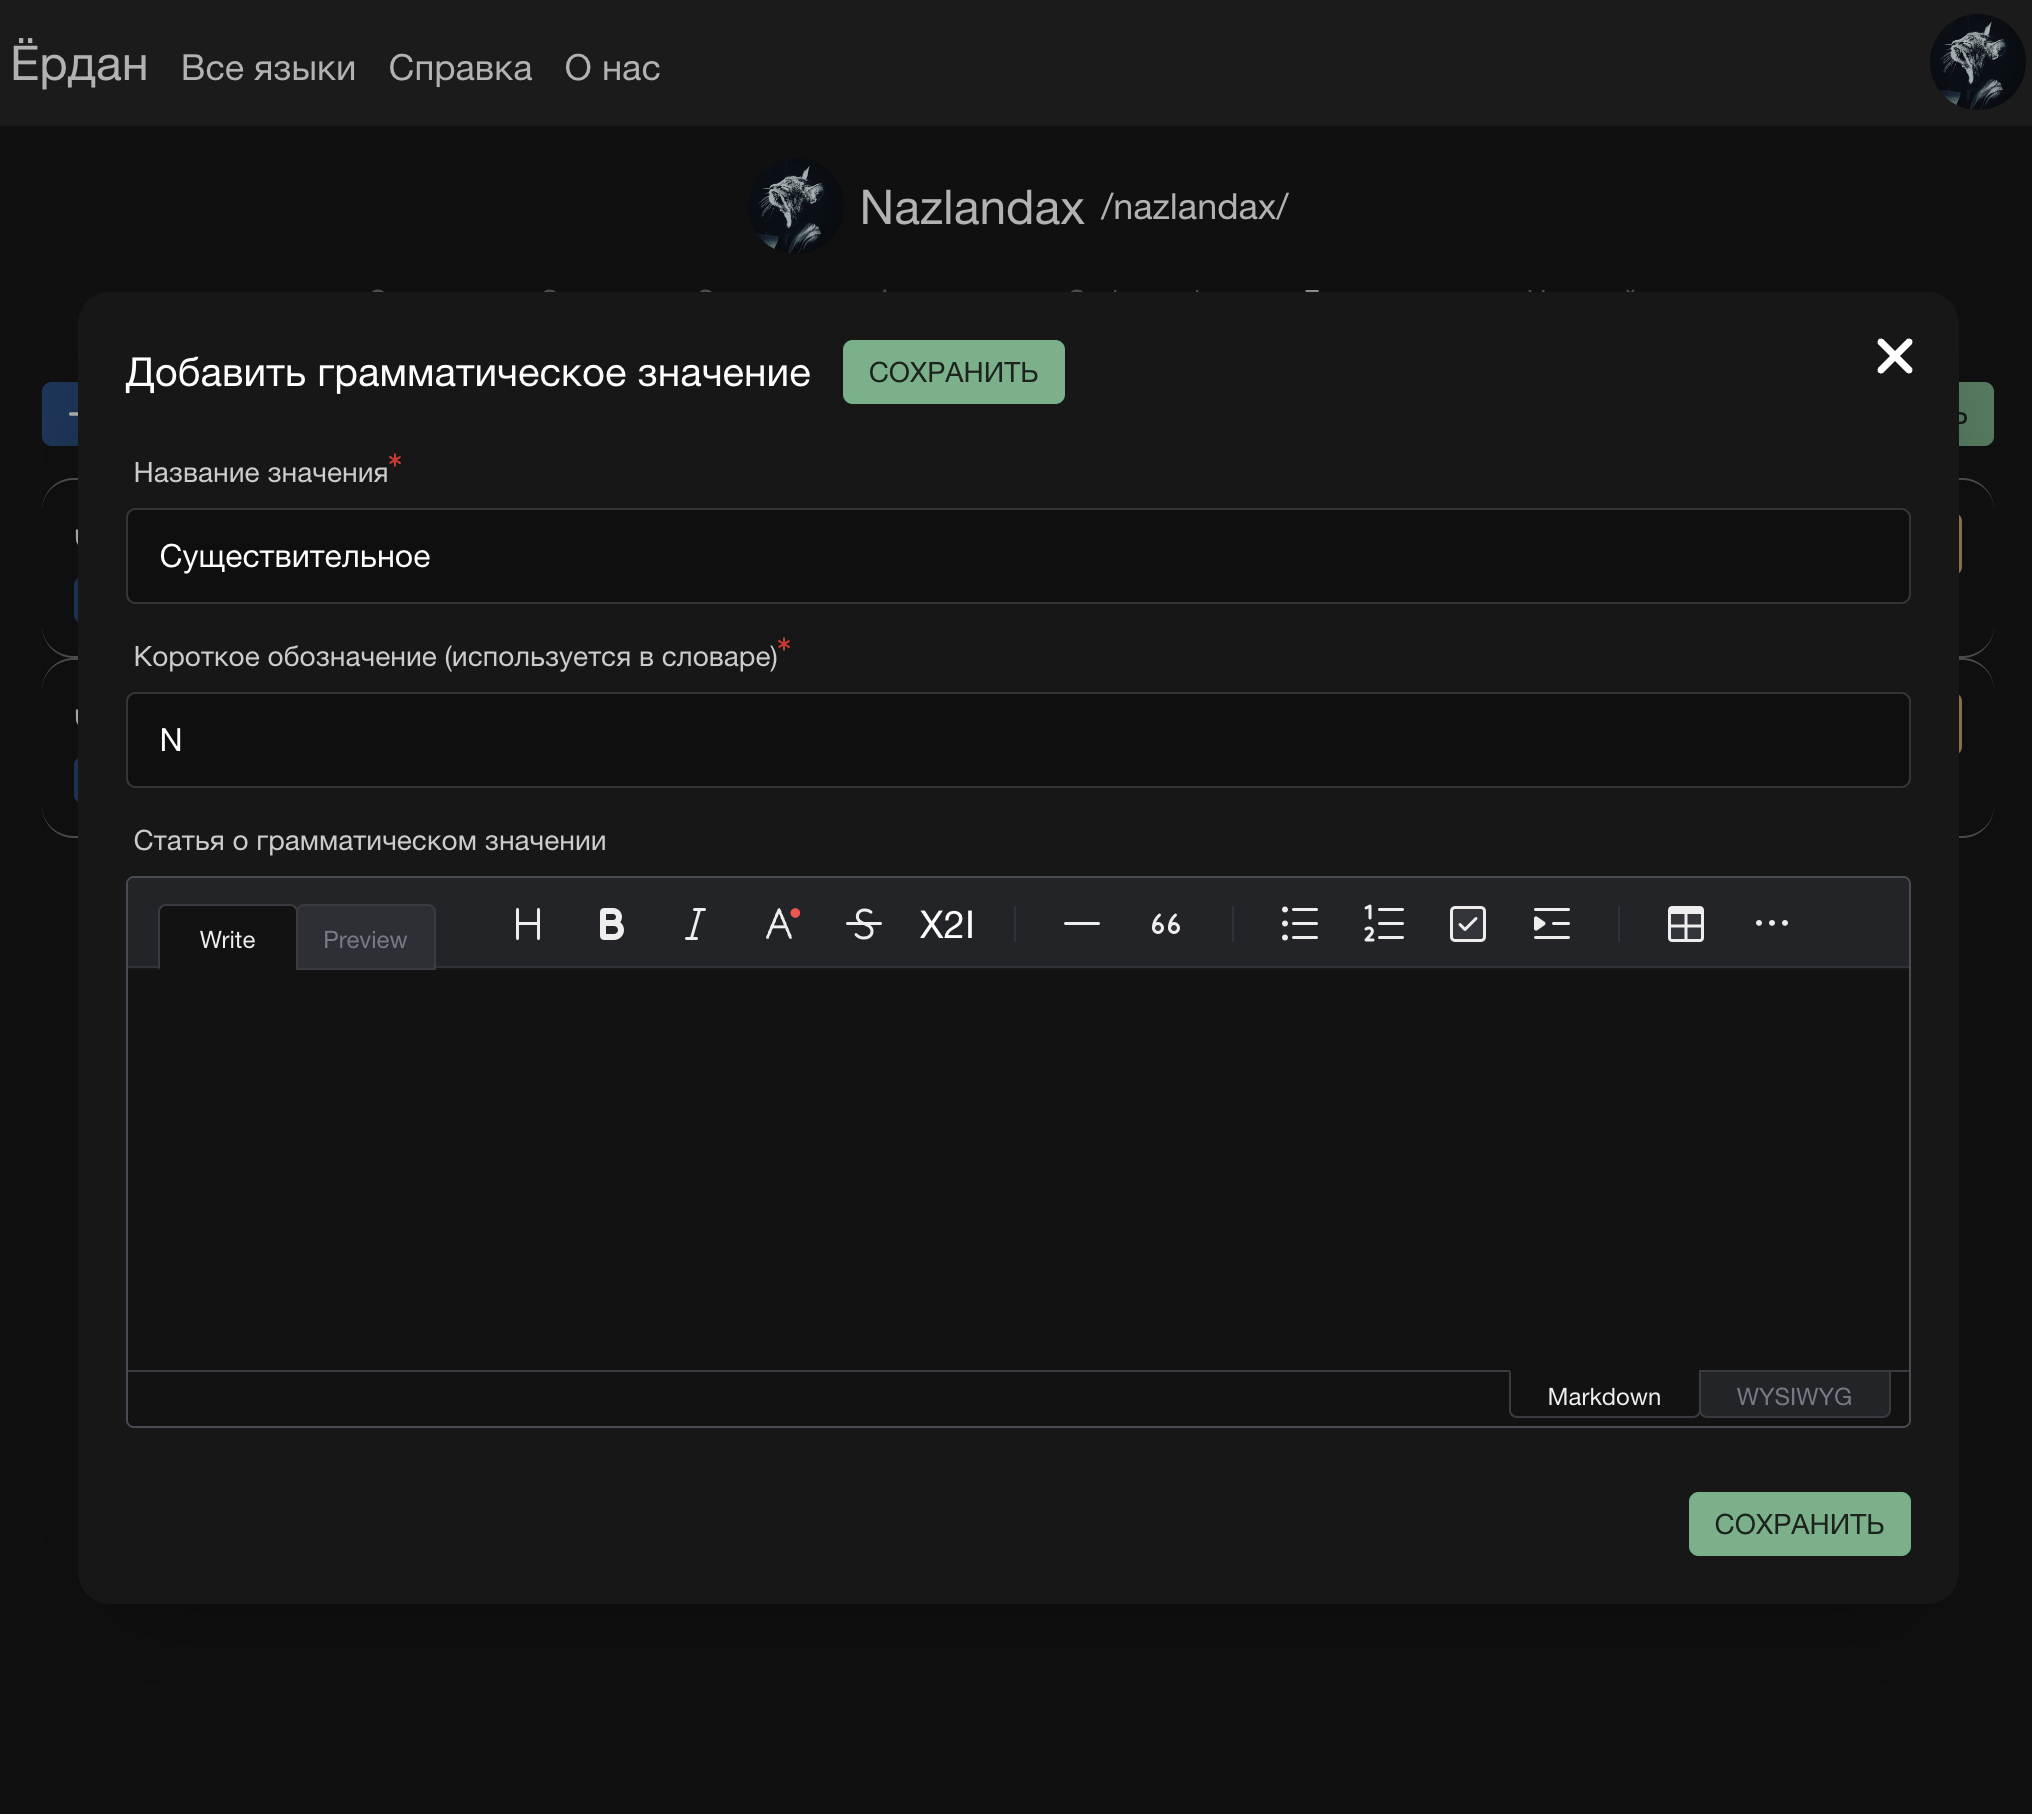 Ёрдан Все языки Справка О нас
Nazlandax /nazlandax/
Добавить грамматическое значение СОХРАНИТЬ
Название значения*
Существительное
Короткое обозначение (используется в словаре)*
N
Статья о грамматическом значении
Write Preview H B I A S X2I 66
Markdown WYSIWYG
СОХРАНИТЬ